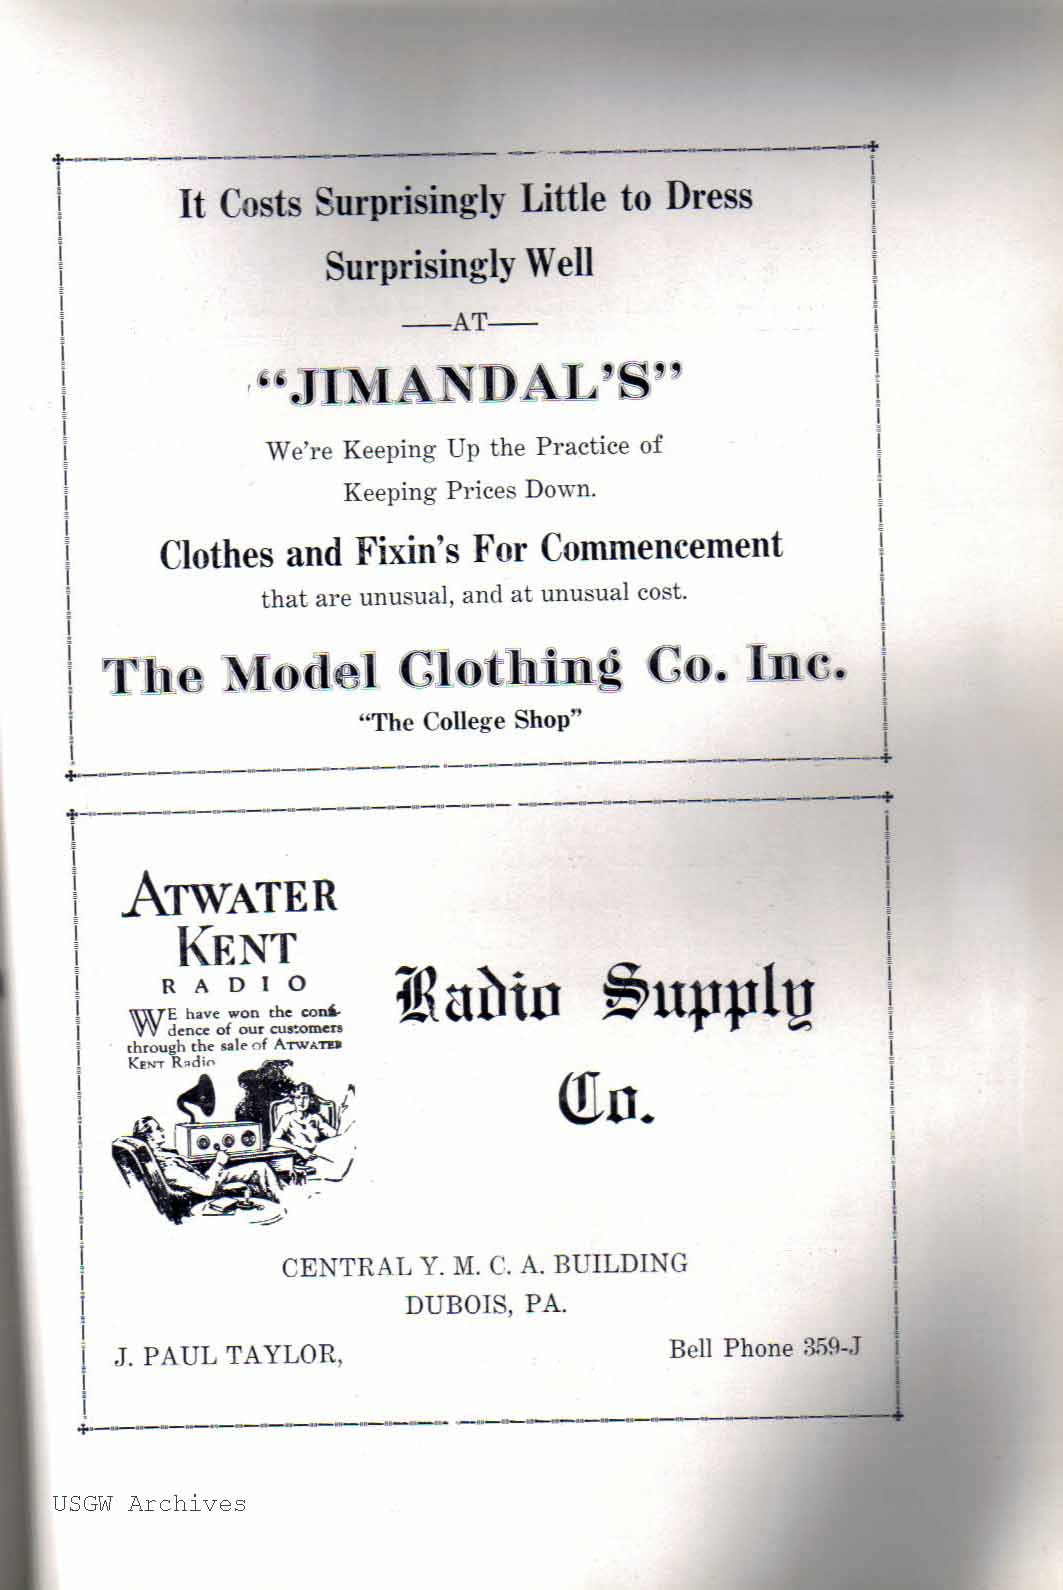 It Costs Surprisingly Little to Dress
Surprisingly Well
——AT——
"JIMANDAL'S"
We're Keeping Up the Practice of
Keeping Prices Down.
Clothes and Fixin's For Commencement
that are unusual, and at unusual cost.
The Model Clothing Co. Inc.
"The College Shop"
ATWATER
KENT
RADIO
WE have won the confi-
dence of our customers
through the sale of ATWATER
KENT Radio
Radio Supply
Co.
CENTRAL Y. M. C. A. BUILDING
DUBOIS, PA.
J. PAUL TAYLOR,
Bell Phone 359-J
USGW Archives